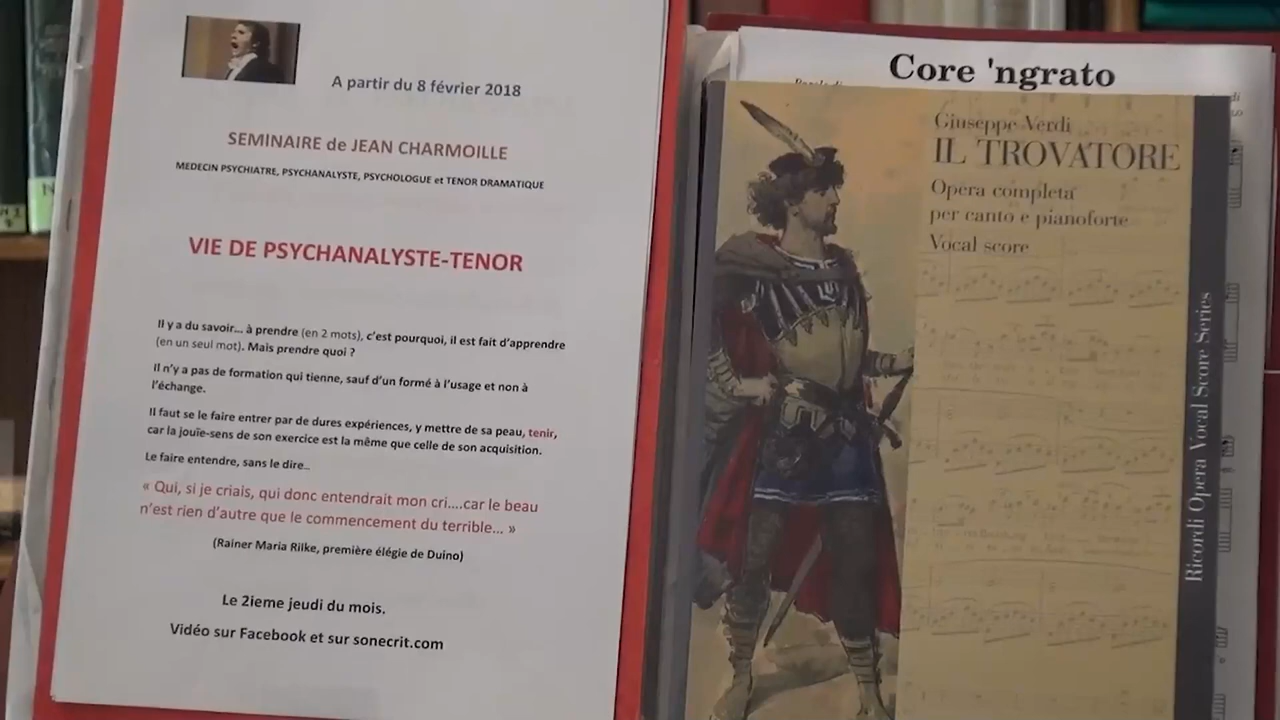 A partir du 8 février 2018
SEMINAIRE de JEAN CHARMOILLE
MEDECIN PSYCHIATRE, PSYCHANALYSTE, PSYCHOLOGUE et TENOR DRAMATIQUE
VIE DE PSYCHANALYSTE-TENOR
Il y a du savoir... à prendre (en 2 mots), c'est pourquoi, il est fait d'apprendre
(en un seul mot). Mais prendre quoi ?
Il n'y a pas de formation qui tienne, sauf d'un formé à l'usage et non à
l'échange.
Il faut se le faire entrer par de dures expériences, y mettre de sa peau, tenir,
car la jouïe-sens de son exercice est la même que celle de son acquisition.
Le faire entendre, sans le dire...
« Qui, si je criais, qui donc entendrait mon cri....car le beau
n'est rien d'autre que le commencement du terrible... »
(Rainer Maria Rilke, première élégie de Duino)
Le 2ieme jeudi du mois.
Vidéo sur Facebook et sur sonecrit.com
Core 'ngrato
Giuseppe Verdi
IL TROVATORE
Opera completa
per canto e pianoforte
Vocal score
Ricordi Opera Vocal Score Series